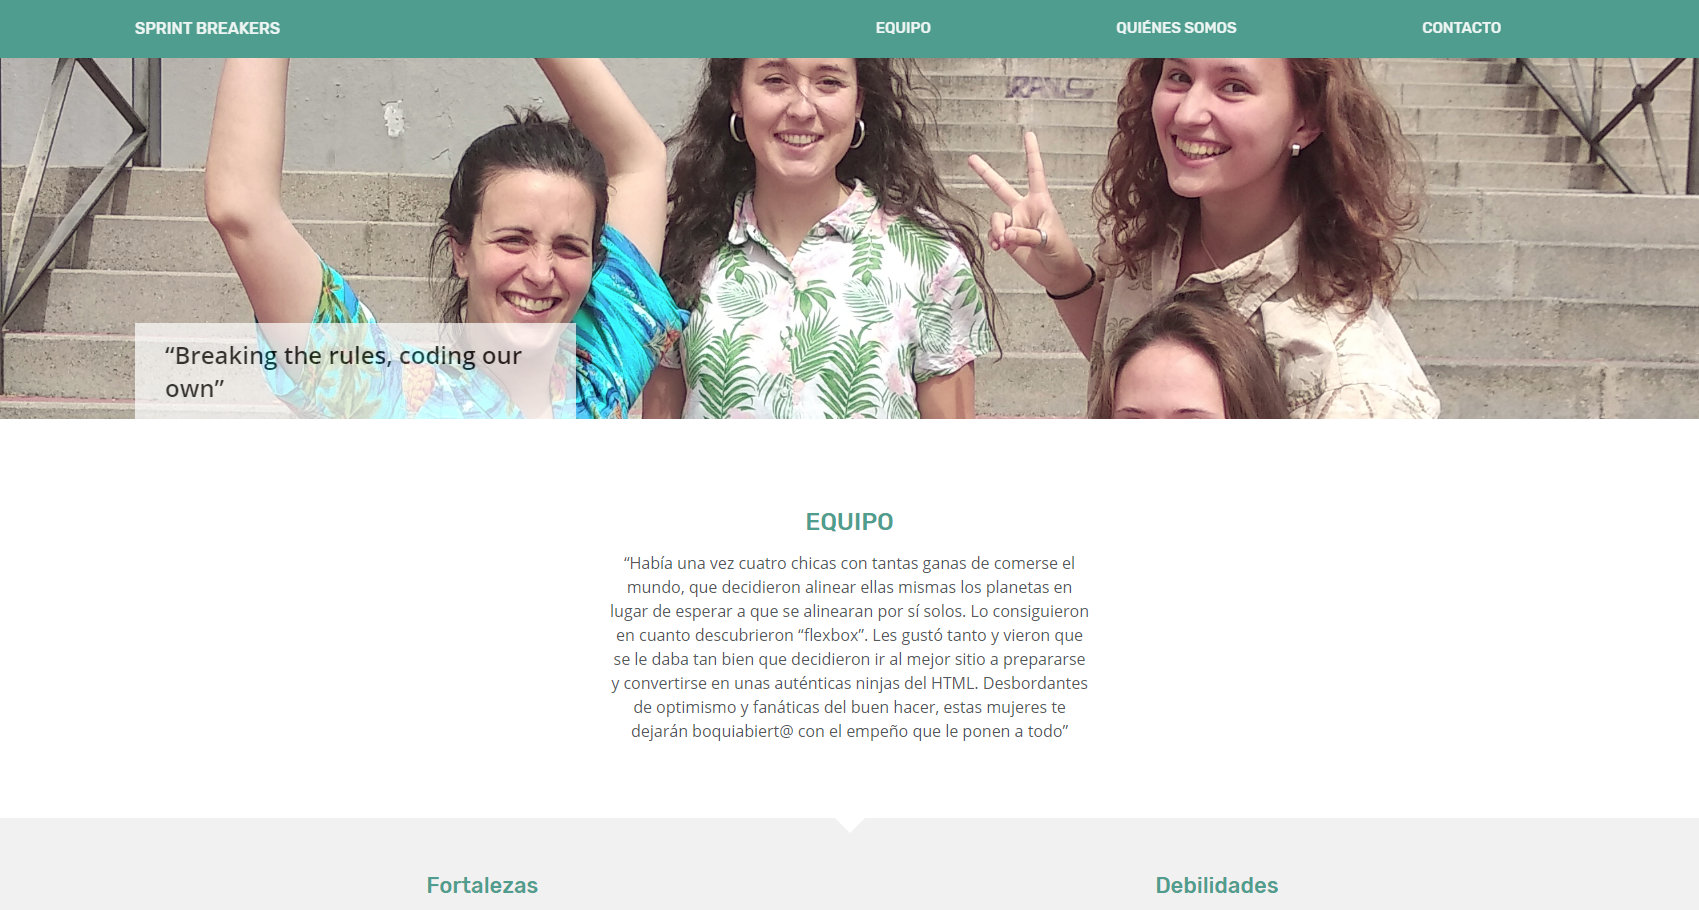 SPRINT BREAKERS
EQUIPO
QUIÉNES SOMOS
CONTACTO
“Breaking the rules, coding our
own”
EQUIPO
“Había una vez cuatro chicas con tantas ganas de comerse el
mundo, que decidieron alinear ellas mismas los planetas en
lugar de esperar a que se alinearan por sí solos. Lo consiguieron
en cuanto descubrieron “flexbox”. Les gustó tanto y vieron que
se le daba tan bien que decidieron ir al mejor sitio a prepararse
y convertirse en unas auténticas ninjas del HTML. Desbordantes
de optimismo y fanáticas del buen hacer, estas mujeres te
dejarán boquiabiert@ con el empeño que le ponen a todo”
Fortalezas
Debilidades